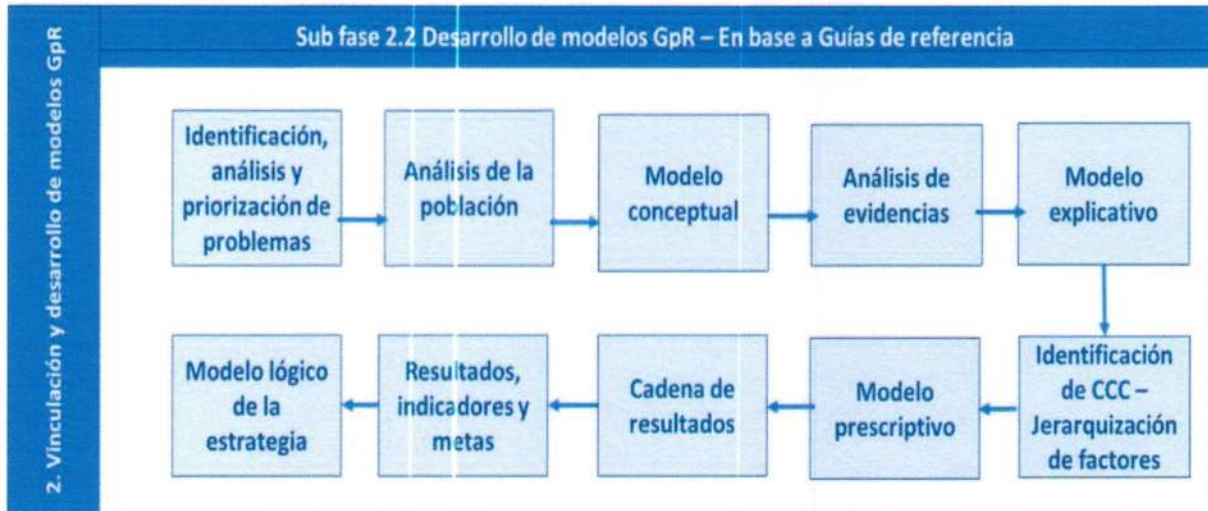 2. Vinculación y desarrollo de modelos GpR
Sub fase 2.2 Desarrollo de modelos GpR – En base a Guías de referencia
Identificación,
análisis y
priorización de
problemas
Análisis de la
población
Modelo
conceptual
Análisis de
evidencias
Modelo
explicativo
Identificación
de CCC –
Jerarquización
de factores
Modelo
prescriptivo
Cadena de
resultados
Resultados,
indicadores y
metas
Modelo lógico
de la
estrategia